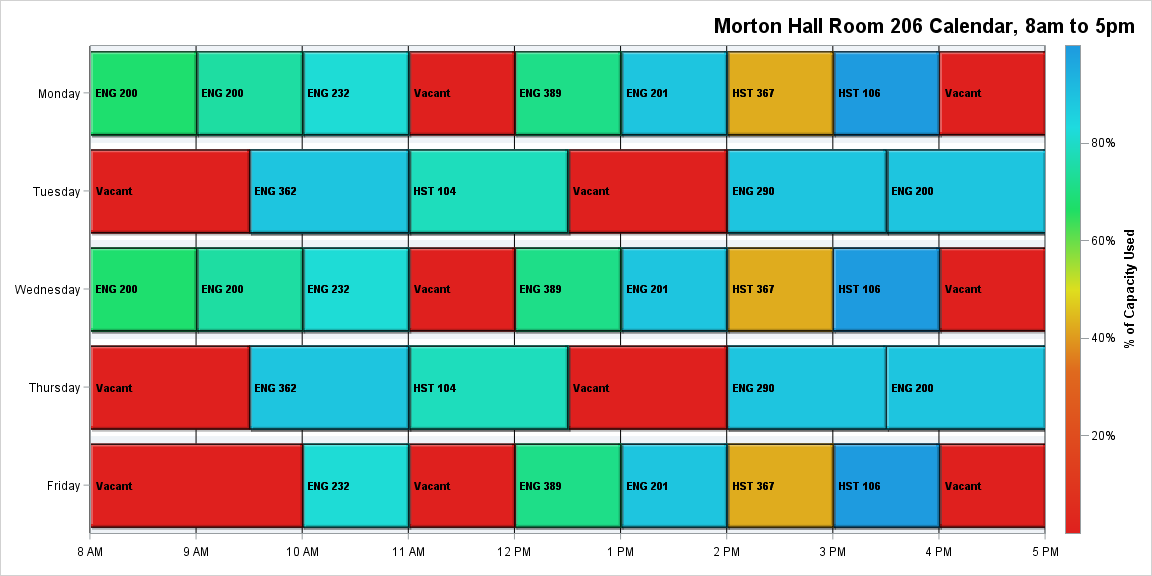 Morton Hall Room 206 Calendar, 8am to 5pm
Monday
ENG 200
ENG 200
ENG 232
Vacant
ENG 389
ENG 201
HST 367
HST 106
Vacant
Tuesday
Vacant
ENG 362
HST 104
Vacant
ENG 290
ENG 200
Wednesday
ENG 200
ENG 200
ENG 232
Vacant
ENG 389
ENG 201
HST 367
HST 106
Vacant
Thursday
Vacant
ENG 362
HST 104
Vacant
ENG 290
ENG 200
Friday
Vacant
ENG 232
Vacant
ENG 389
ENG 201
HST 367
HST 106
Vacant
8 AM
9 AM
10 AM
11 AM
12 PM
1 PM
2 PM
3 PM
4 PM
5 PM
80%
60%
40%
20%
% of Capacity Used